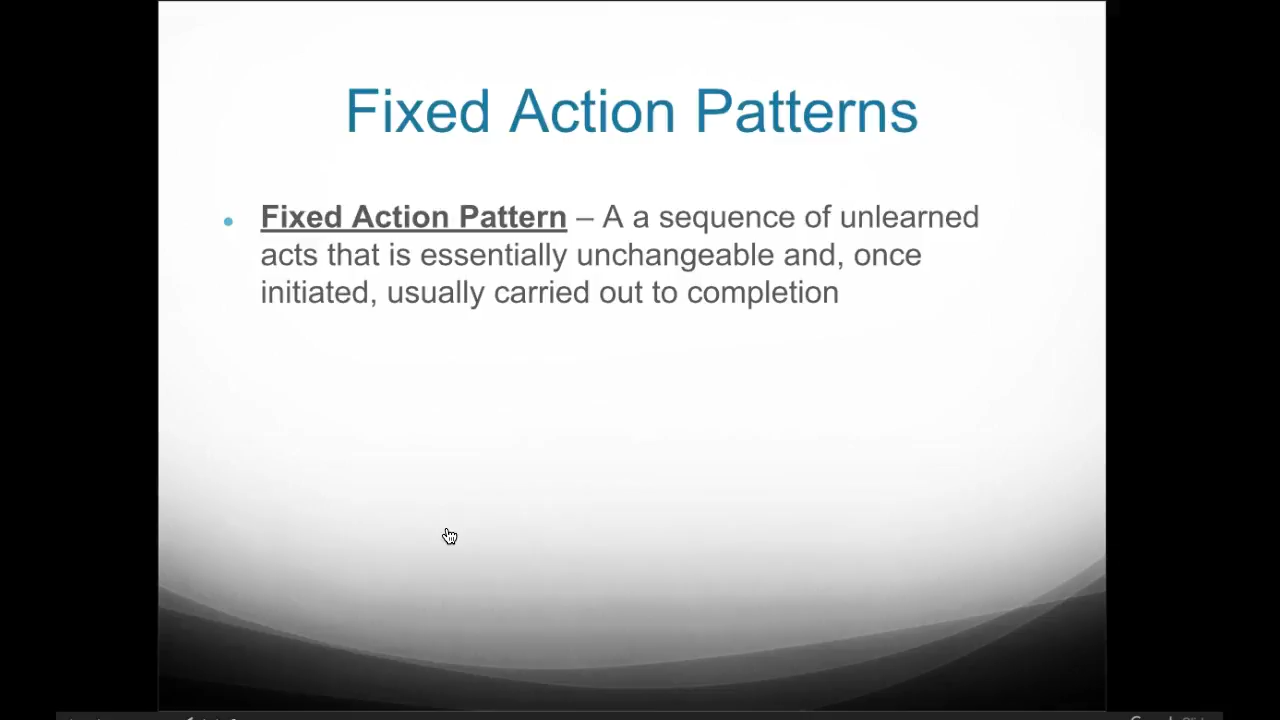 Fixed Action Patterns
• Fixed Action Pattern – A a sequence of unlearned
acts that is essentially unchangeable and, once
initiated, usually carried out to completion